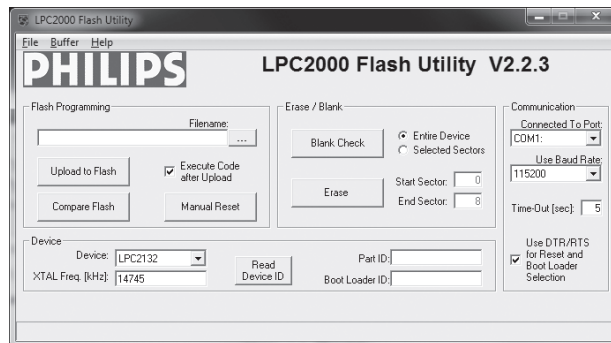 LPC2000 Flash Utility
File Buffer Help
PHILIPS
LPC2000 Flash Utility V2.2.3
Flash Programming
Filename:
...
Upload to Flash
Execute Code
after Upload
Compare Flash
Manual Reset
Erase / Blank
Blank Check
Entire Device
Selected Sectors
Erase
Start Sector: 0
End Sector: 8
Communication
Connected To Port:
COM1:
Use Baud Rate:
115200
Time-Out [sec]: 5
Use DTR/RTS
for Reset and
Boot Loader
Selection
Device
Device: LPC2132
XTAL Freq. [kHz]: 14745
Read
Device ID
Part ID:
Boot Loader ID: